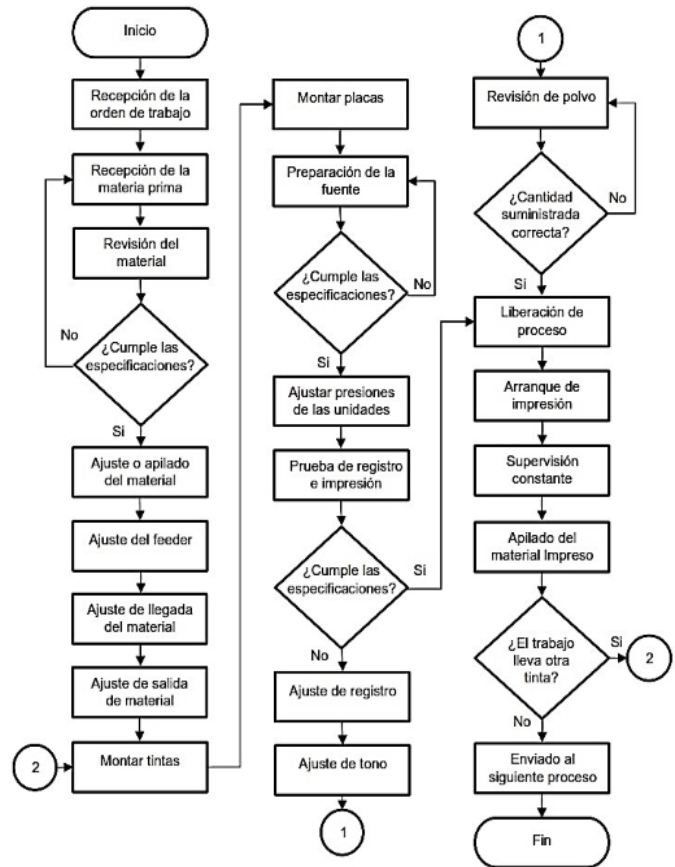 Inicio
Recepción de la
orden de trabajo
Recepción de la
materia prima
Revisión del
material
No
¿Cumple las
especificaciones?
Si
Ajuste o apilado
del material
Ajuste del feeder
Ajuste de llegada
del material
Ajuste de salida
de material
2
Montar tintas
Montar placas
Preparación de la
fuente
¿Cumple las
especificaciones?
No
Si
Ajustar presiones
de las unidades
Prueba de registro
e impresión
¿Cumple las
especificaciones?
Si
No
Ajuste de registro
Ajuste de tono
1
1
Revisión de polvo
¿Cantidad
suministrada
correcta?
No
Si
Liberación de
proceso
Arranque de
impresión
Supervisión
constante
Apilado del
material Impreso
¿El trabajo
lleva otra
tinta?
Si
2
No
Enviado al
siguiente proceso
Fin